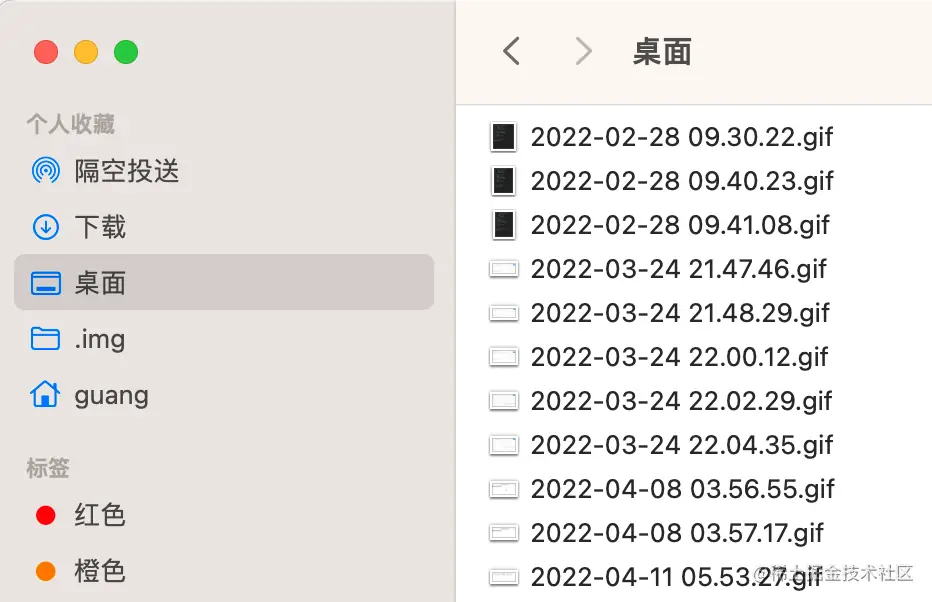 个人收藏
隔空投送
下载
桌面
.img
guang
标签
红色
橙色
桌面
2022-02-28 09.30.22.gif
2022-02-28 09.40.23.gif
2022-02-28 09.41.08.gif
2022-03-24 21.47.46.gif
2022-03-24 21.48.29.gif
2022-03-24 22.00.12.gif
2022-03-24 22.02.29.gif
2022-03-24 22.04.35.gif
2022-04-08 03.56.55.gif
2022-04-08 03.57.17.gif
2022-04-11 05.53.27.gif
@稀土掘金技术社区